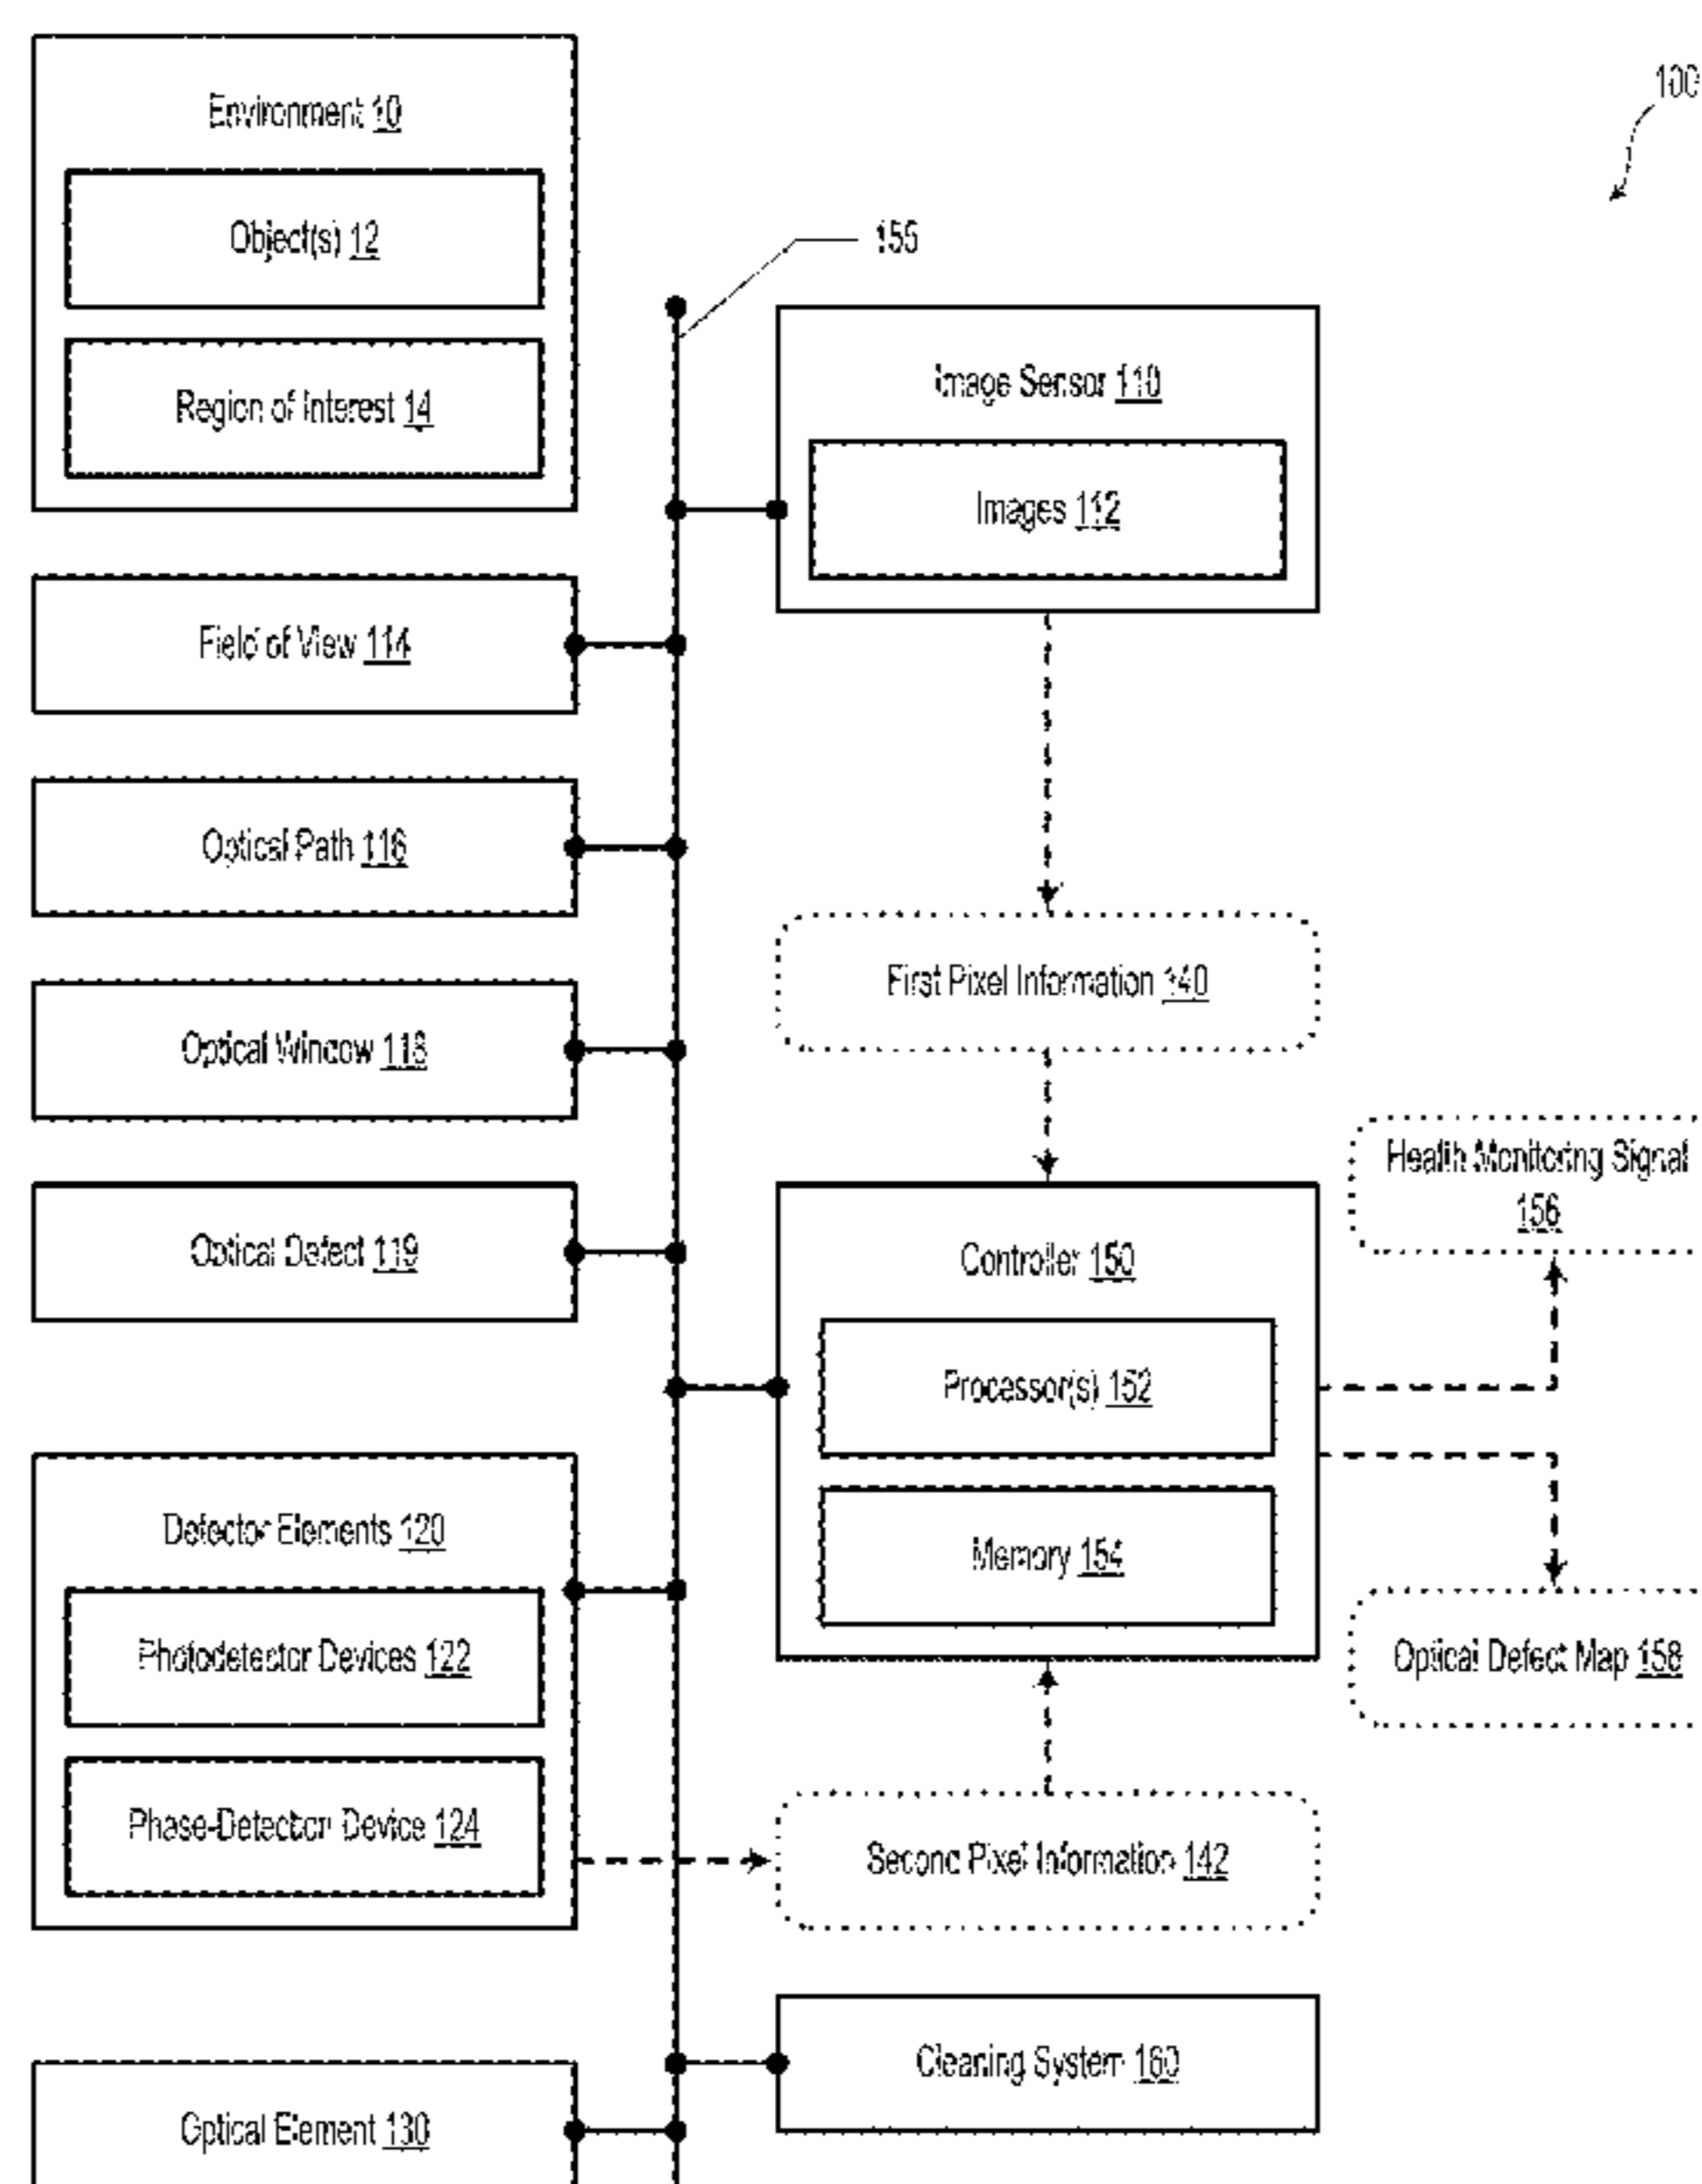 100
Environment 10
Object(s) 12
Region of Interest 14
155
Image Sensor 110
Images 112
Field of View 114
Optical Path 116
Optical Window 118
Optical Defect 119
First Pixel Information 140
Controller 150
Processor(s) 152
Memory 154
Health Monitoring Signal
156
Optical Defect Map 158
Detector Elements 120
Photodetector Devices 122
Phase-Detection Device 124
Second Pixel Information 142
Cleaning System 160
Optical Element 130